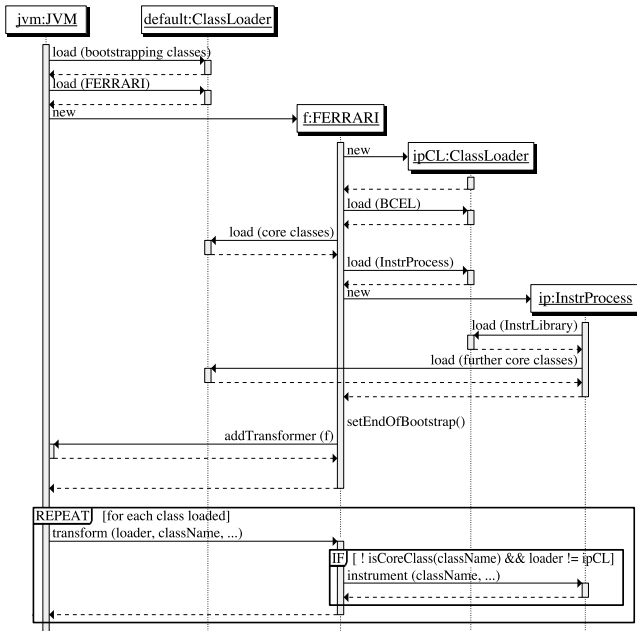 jvm:JVM
default:ClassLoader
load (bootstrapping classes)
load (FERRARI)
new
f:FERRARI
new
ipCL:ClassLoader
load (BCEL)
load (core classes)
load (InstrProcess)
new
ip:InstrProcess
load (InstrLibrary)
load (further core classes)
setEndOfBootstrap()
addTransformer (f)
REPEAT [for each class loaded]
transform (loader, className, ...)
IF [ ! isCoreClass(className) && loader != ipCL]
instrument (className, ...)